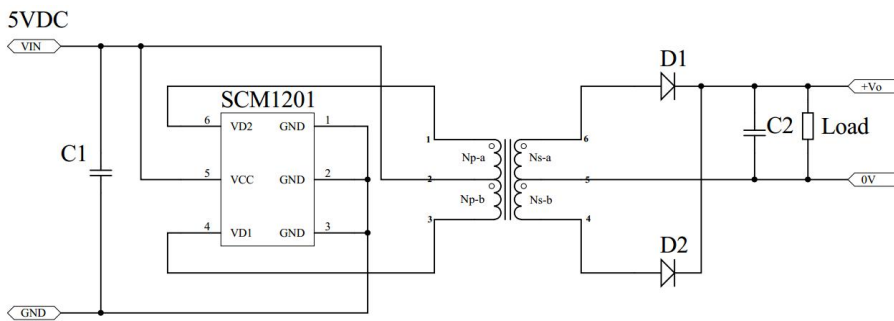 5VDC
VIN
D1
+Vo
SCM1201
6 VD2 GND 1
1 6
C1
Np-a Ns-a
C2 Load
5 VCC GND 2
2 5
0V
Np-b Ns-b
4 VD1 GND 3
3 4
D2
GND